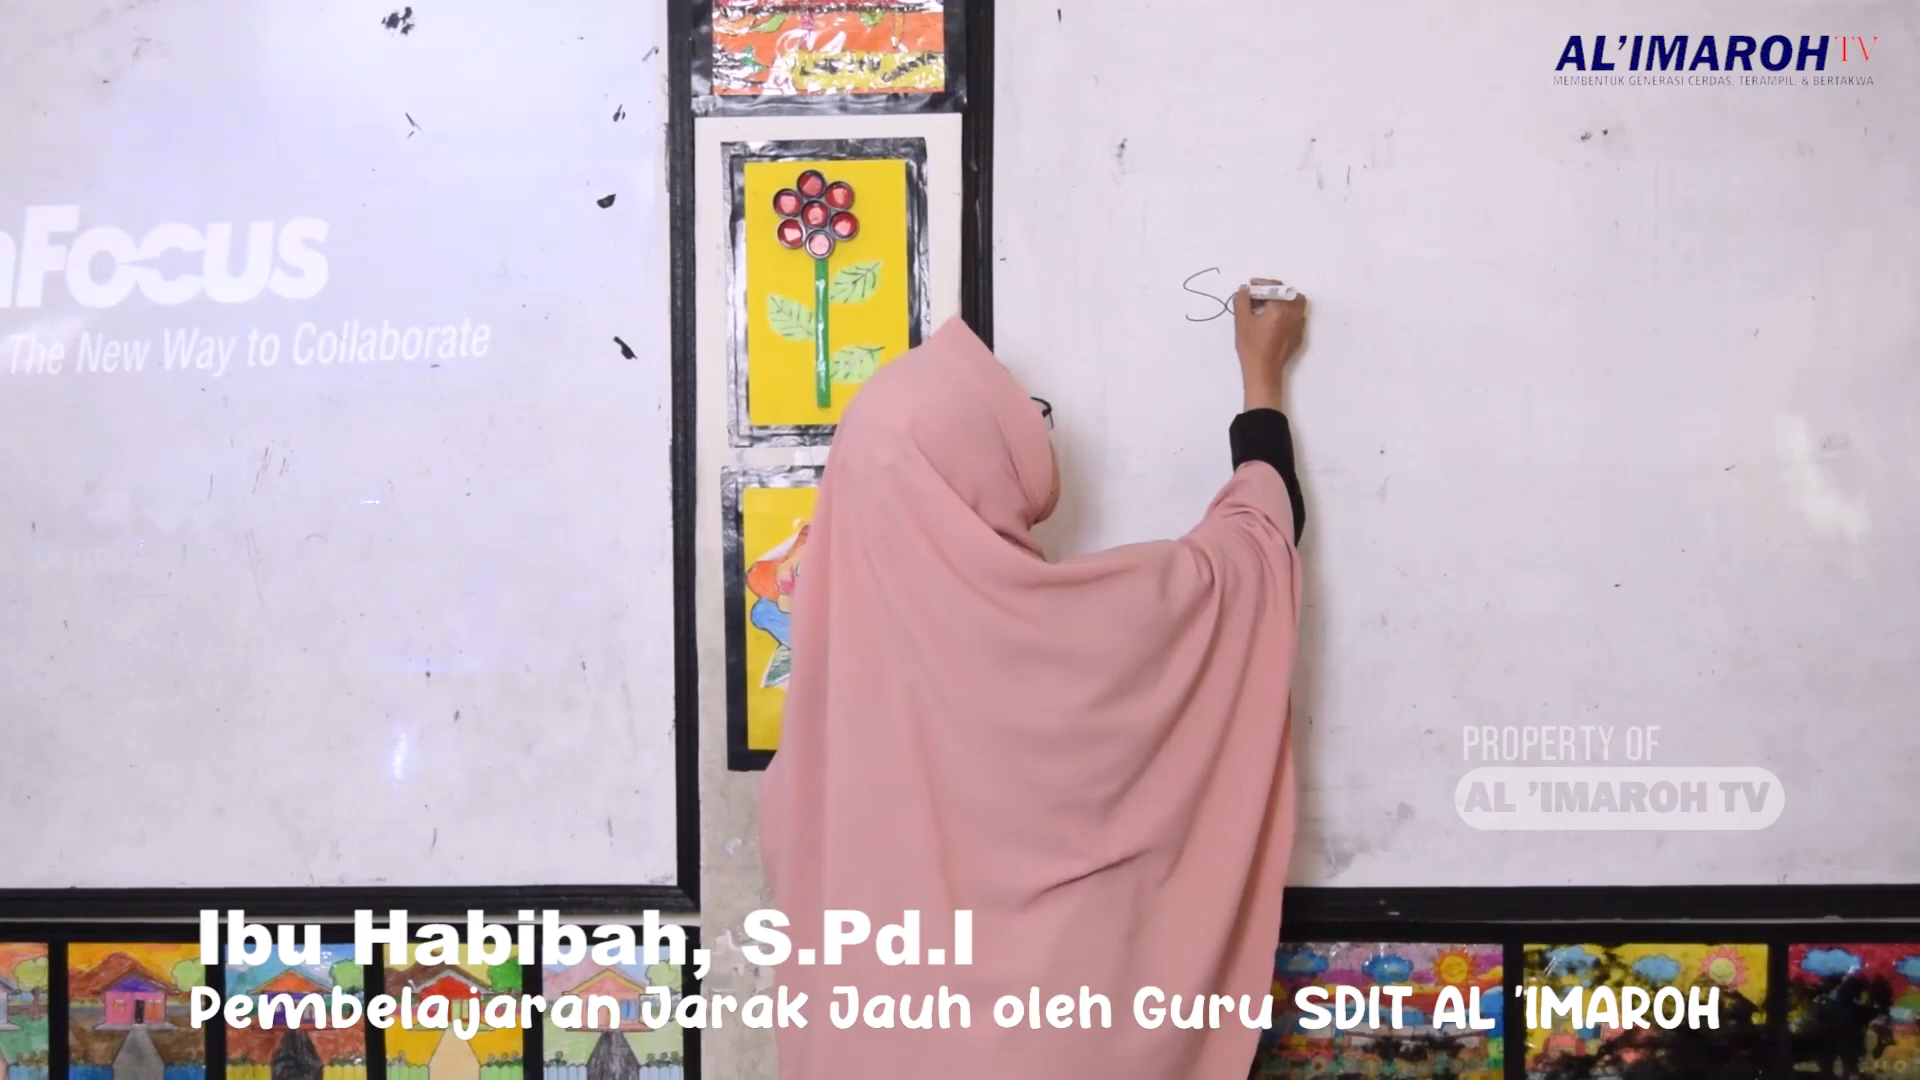 AL'IMAROH TV
MEMBENTUK GENERASI CERDAS, TERAMPIL, & BERTAKWA
Focus
The New Way to Collaborate
PROPERTY OF
AL 'IMAROH TV
Ibu Habibah, S.Pd.I
Pembelajaran Jarak Jauh oleh Guru SDIT AL 'IMAROH